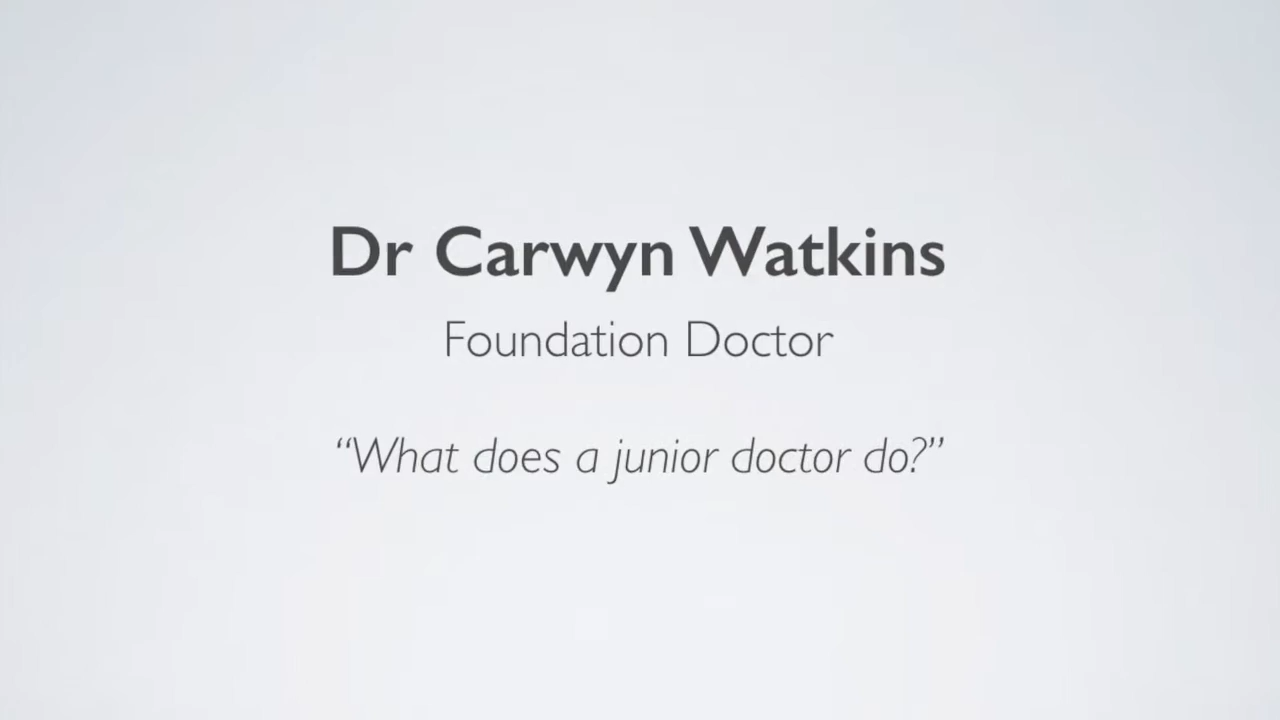 Dr Carwyn Watkins
Foundation Doctor
“What does a junior doctor do?”